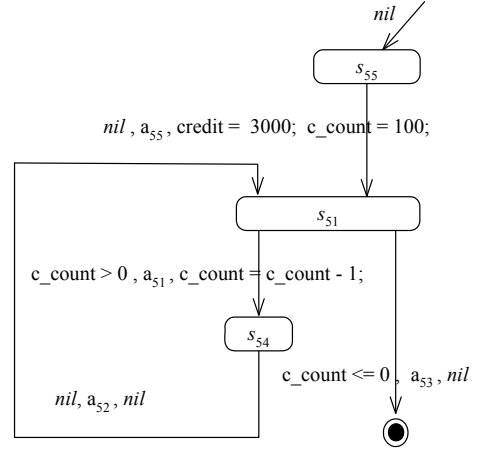 nil
s55
nil , a55 , credit = 3000; c_count = 100;
s51
c_count > 0 , a51 , c_count = c_count - 1;
s54
c_count <= 0 , a53 , nil
nil, a52 , nil